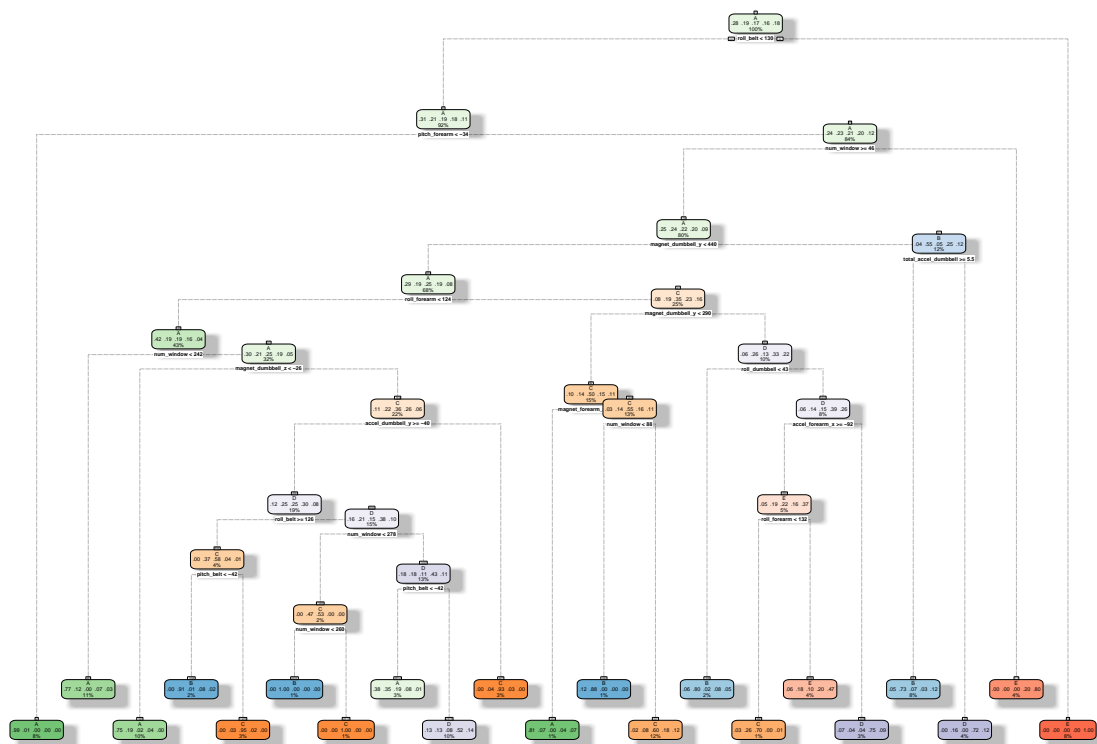 A
.28 .19 .17 .16 .18
100%
roll_belt < 130
A
.31 .21 .19 .18 .11
92%
pitch_forearm < −34
A
.24 .23 .21 .20 .12
84%
num_window >= 46
A
.25 .24 .22 .20 .09
80%
magnet_dumbbell_y < 440
B
.04 .55 .05 .25 .12
12%
total_accel_dumbbell >= 5.5
A
.29 .19 .25 .19 .08
68%
roll_forearm < 124
C
.08 .19 .35 .23 .16
25%
magnet_dumbbell_y < 290
A
.42 .19 .19 .16 .04
43%
num_window < 242
A
.30 .21 .25 .19 .05
32%
magnet_dumbbell_z < −26
D
.06 .26 .13 .33 .22
10%
roll_dumbbell < 43
C
.10 .14 .50 .15 .11
15%
magnet_forearm_
C
.11 .22 .36 .26 .06
22%
accel_dumbbell_y >= −40
C
.03 .14 .55 .16 .11
13%
num_window < 88
D
.06 .14 .15 .39 .26
8%
accel_forearm_x >= −92
D
.12 .25 .25 .30 .08
19%
roll_belt >= 126
D
.16 .21 .15 .38 .10
15%
num_window < 278
E
.05 .19 .22 .16 .37
5%
roll_forearm < 132
C
.00 .37 .58 .04 .01
4%
pitch_belt < −42
D
.18 .18 .11 .43 .11
13%
pitch_belt < −42
C
.00 .47 .53 .00 .00
2%
num_window < 260
A
.77 .12 .00 .07 .03
11%
B
.00 .91 .01 .08 .02
2%
B
.00 1.00 .00 .00 .00
1%
A
.38 .35 .19 .08 .01
3%
C
.00 .04 .93 .03 .00
3%
B
.12 .88 .00 .00 .00
1%
B
.06 .80 .02 .08 .05
2%
E
.06 .18 .10 .20 .47
4%
B
.05 .73 .07 .03 .12
8%
E
.00 .00 .00 .20 .80
4%
A
.99 .01 .00 .00 .00
8%
A
.75 .19 .02 .04 .00
10%
C
.00 .03 .95 .02 .00
3%
C
.00 .00 1.00 .00 .00
1%
D
.13 .13 .08 .52 .14
10%
A
.81 .07 .00 .04 .07
1%
C
.02 .08 .60 .18 .12
12%
C
.03 .26 .70 .00 .01
1%
D
.07 .04 .04 .75 .09
3%
D
.00 .16 .00 .72 .12
4%
E
.00 .00 .00 .00 1.00
8%